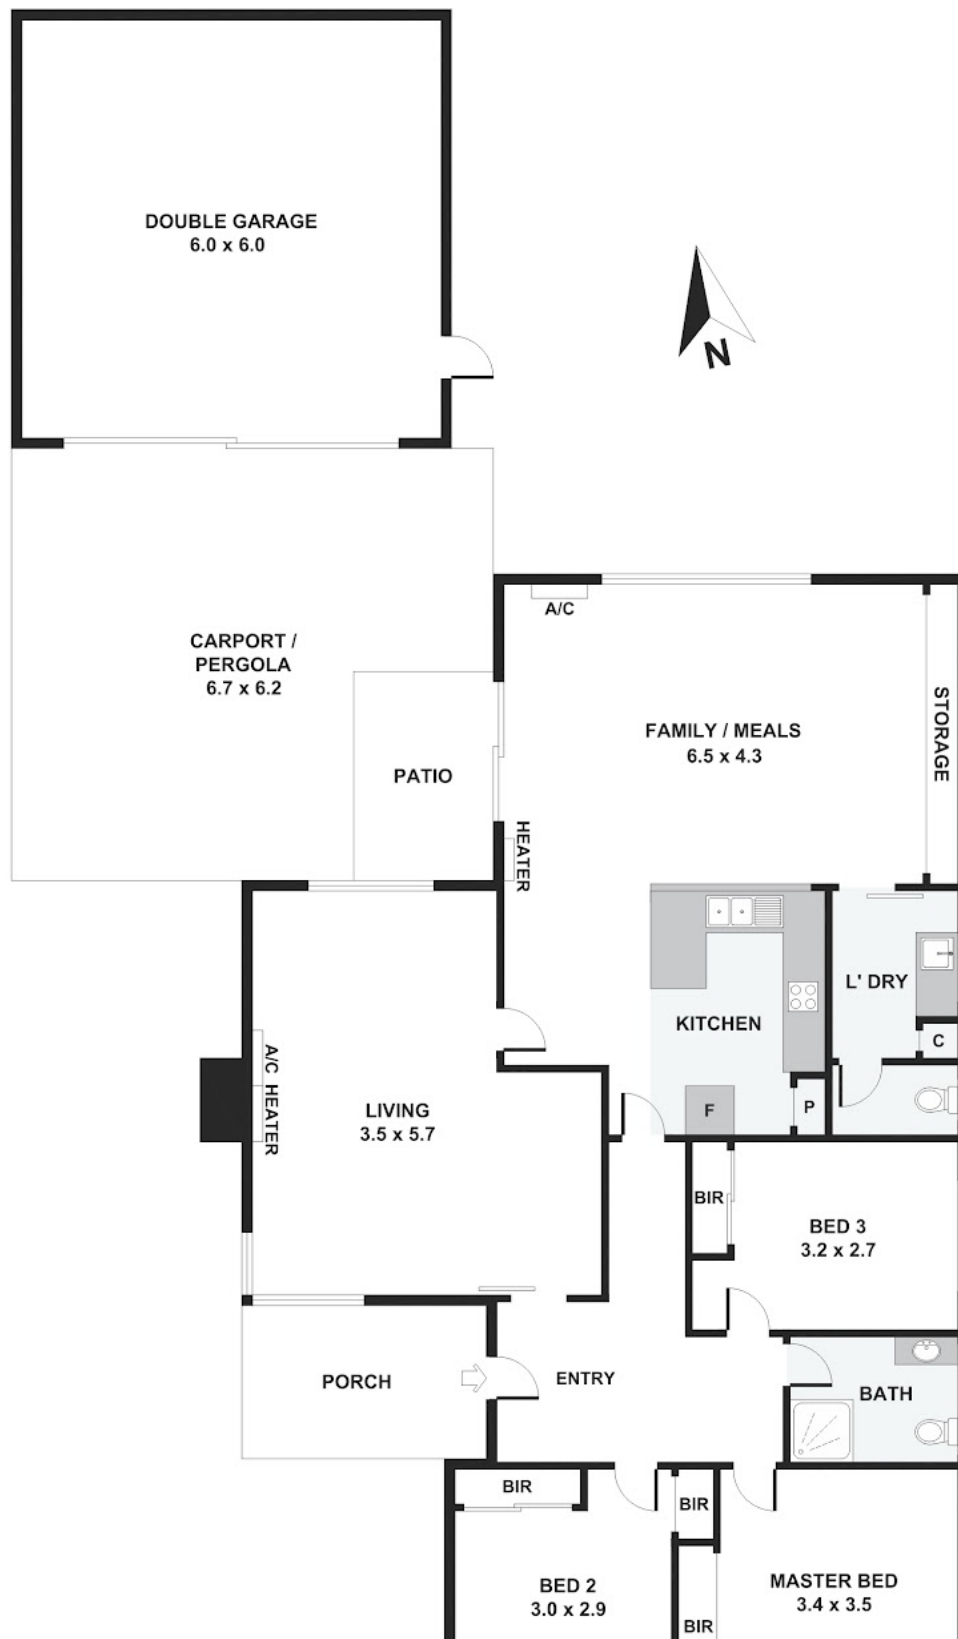 DOUBLE GARAGE
6.0 x 6.0
N
A/C
CARPORT /
PERGOLA
6.7 x 6.2
STORAGE
FAMILY / MEALS
6.5 x 4.3
PATIO
HEATER
L' DRY
KITCHEN
C
A/C HEATER
LIVING
3.5 x 5.7
F
P
BIR
BED 3
3.2 x 2.7
PORCH
ENTRY
BATH
BIR
BIR
BED 2
3.0 x 2.9
MASTER BED
3.4 x 3.5
BIR